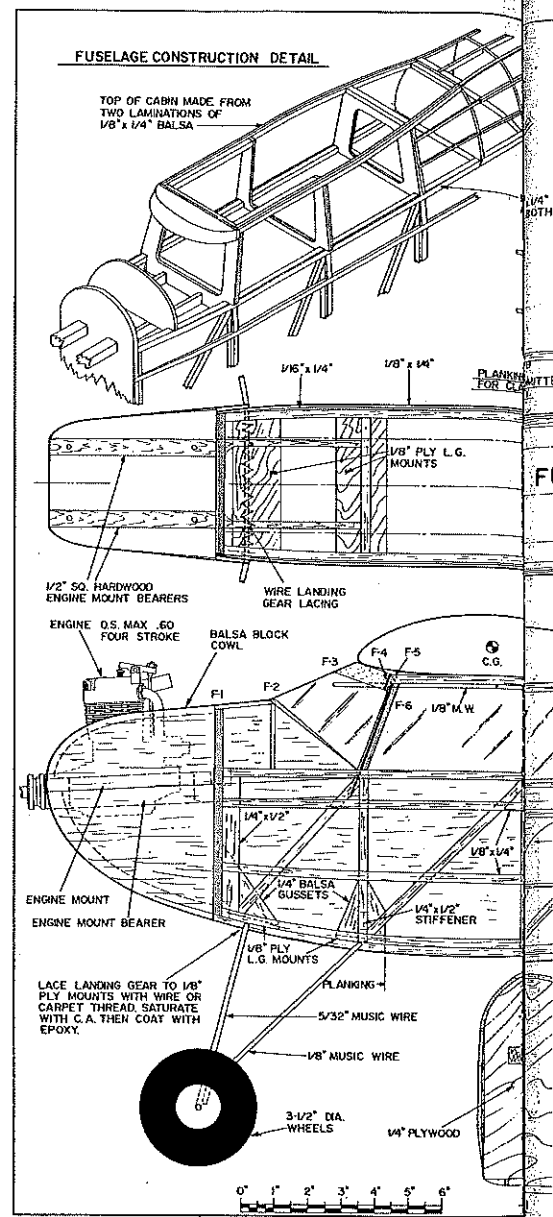 FUSELAGE CONSTRUCTION DETAIL
TOP OF CABIN MADE FROM
TWO LAMINATIONS OF
1/8" x 1/4" BALSA
1/4"
BOTH
1/16" x 1/4"
1/8" x 1/4"
PLANKING
FOR
1/8" PLY L.G.
MOUNTS
1/2" SQ. HARDWOOD
ENGINE MOUNT BEARERS
WIRE LANDING
GEAR LACING
ENGINE O.S. MAX .60
FOUR STROKE
BALSA BLOCK
COWL
F-1
F-2
F-3
F-4
F-5
F-6
C.G.
1/8" M.W.
1/4" x 1/2"
1/8" x 1/4"
1/4" BALSA
GUSSETS
1/4" x 1/2"
STIFFENER
ENGINE MOUNT
ENGINE MOUNT BEARER
1/8" PLY
L.G. MOUNTS
PLANKING
LACE LANDING GEAR TO 1/8"
PLY MOUNTS WITH WIRE OR
CARPET THREAD. SATURATE
WITH C.A. THEN COAT WITH
EPOXY.
5/32" MUSIC WIRE
1/8" MUSIC WIRE
3-1/2" DIA.
WHEELS
1/4" PLYWOOD
0" 1" 2" 3" 4" 5" 6"